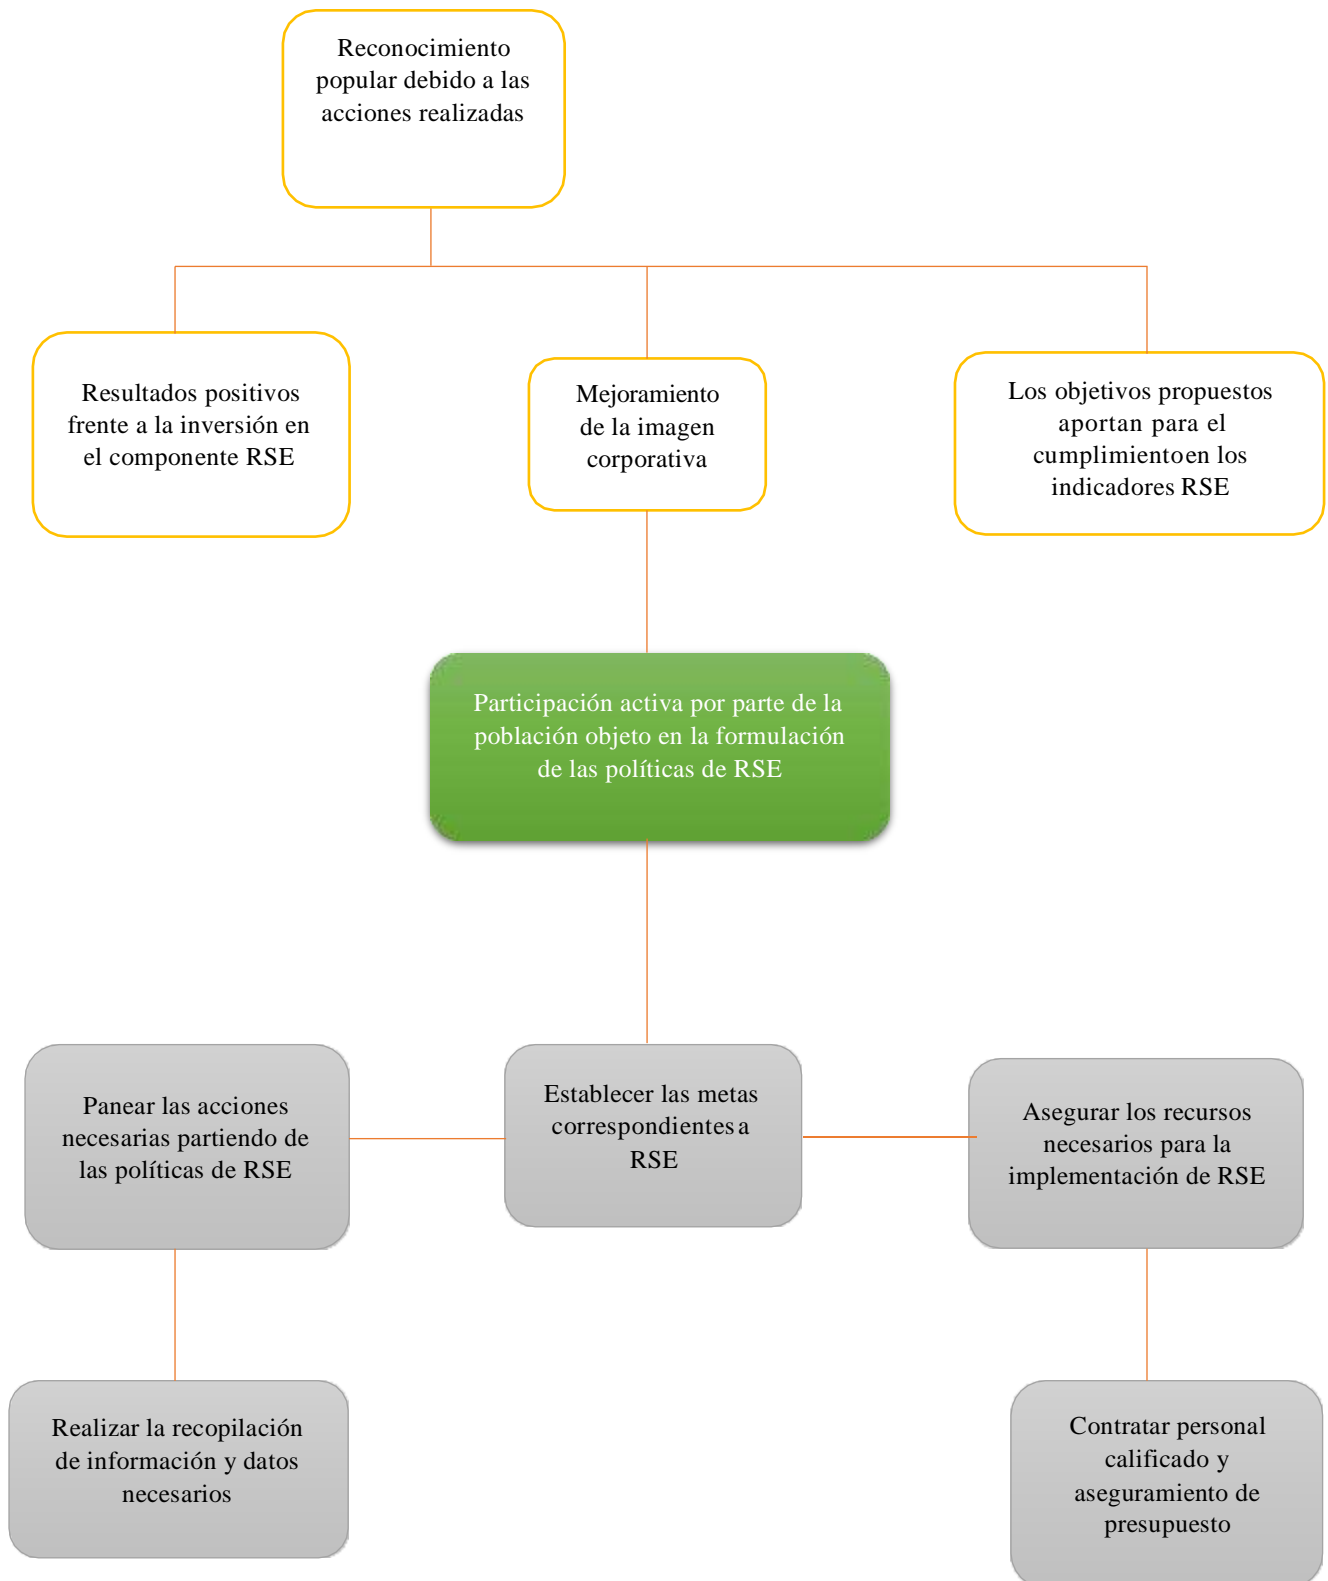 Reconocimiento
popular debido a las
acciones realizadas
Resultados positivos
frente a la inversión en
el componente RSE
Mejoramiento
de la imagen
corporativa
Los objetivos propuestos
aportan para el
cumplimientoen los
indicadores RSE
Participación activa por parte de la
población objeto en la formulación
de las políticas de RSE
Panear las acciones
necesarias partiendo de
las políticas de RSE
Establecer las metas
correspondientes a
RSE
Asegurar los recursos
necesarios para la
implementación de RSE
Realizar la recopilación
de información y datos
necesarios
Contratar personal
calificado y
aseguramiento de
presupuesto